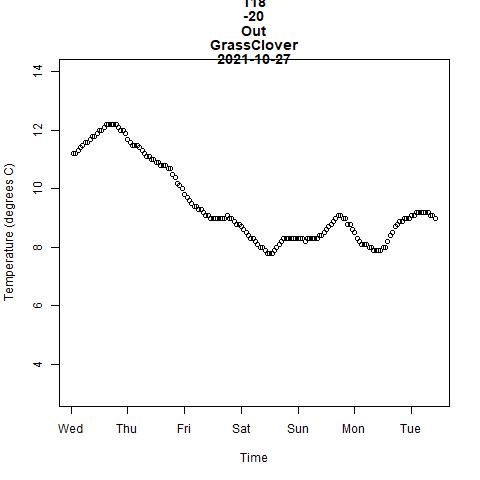 T18
-20
Out
GrassClover
2021-10-27
Temperature (degrees C)
14
12
10
8
6
4
Wed Thu Fri Sat Sun Mon Tue
Time